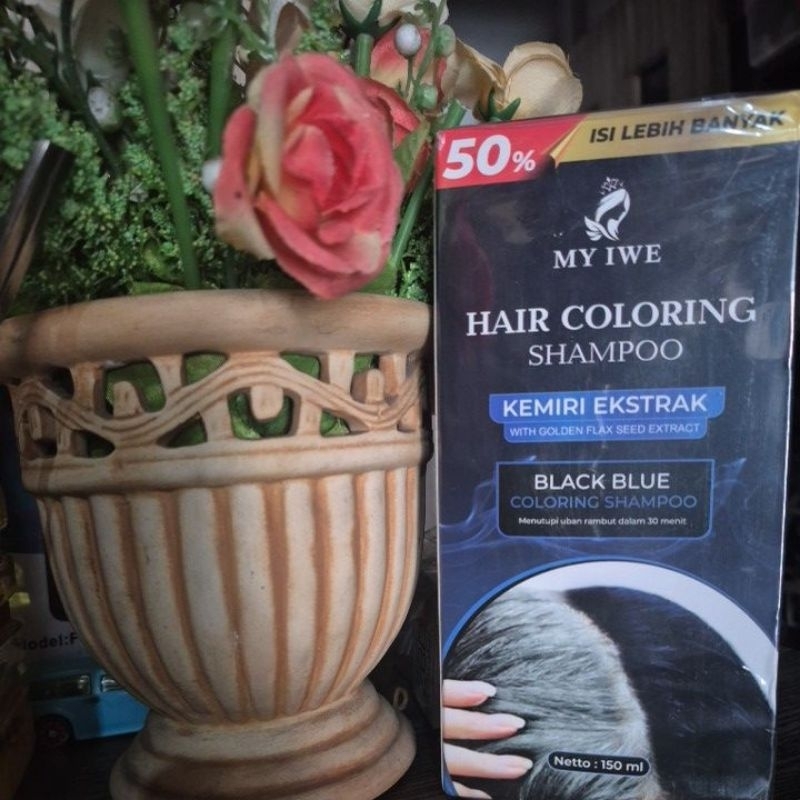 50%
ISI LEBIH BANYAK
MY IWE
HAIR COLORING
SHAMPOO
KEMIRI EKSTRAK
WITH GOLDEN FLAX SEED EXTRACT
BLACK BLUE
COLORING SHAMPOO
Menutupi uban rambut dalam 30 menit
Netto : 150 ml